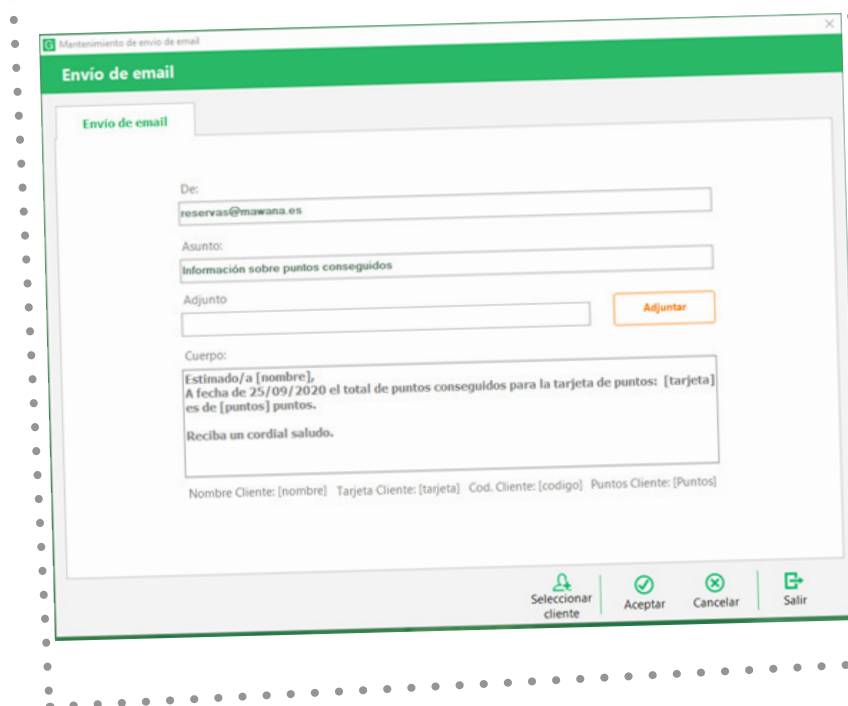 G Mantenimiento de envio de email
Envío de email
Envío de email
De:
reservas@mawana.es
Asunto:
Información sobre puntos conseguidos
Adjunto
Adjuntar
Cuerpo:
Estimado/a [nombre],
A fecha de 25/09/2020 el total de puntos conseguidos para la tarjeta de puntos: [tarjeta]
es de [puntos] puntos.
Reciba un cordial saludo.
Nombre Cliente: [nombre] Tarjeta Cliente: [tarjeta] Cod. Cliente: [codigo] Puntos Cliente: [Puntos]
Seleccionar
cliente
Aceptar
Cancelar
Salir